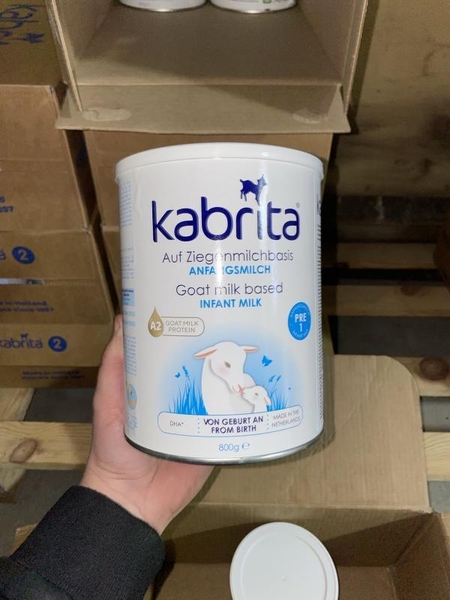 kabrita
Auf Ziegenmilchbasis
ANFANGSMILCH
Goat milk based
INFANT MILK
A2
GOAT MILK
PROTEIN
PRE
1
DHA*
VON GEBURT AN
FROM BIRTH
MADE IN THE
NETHERLANDS
800g e
2
kabrita 2